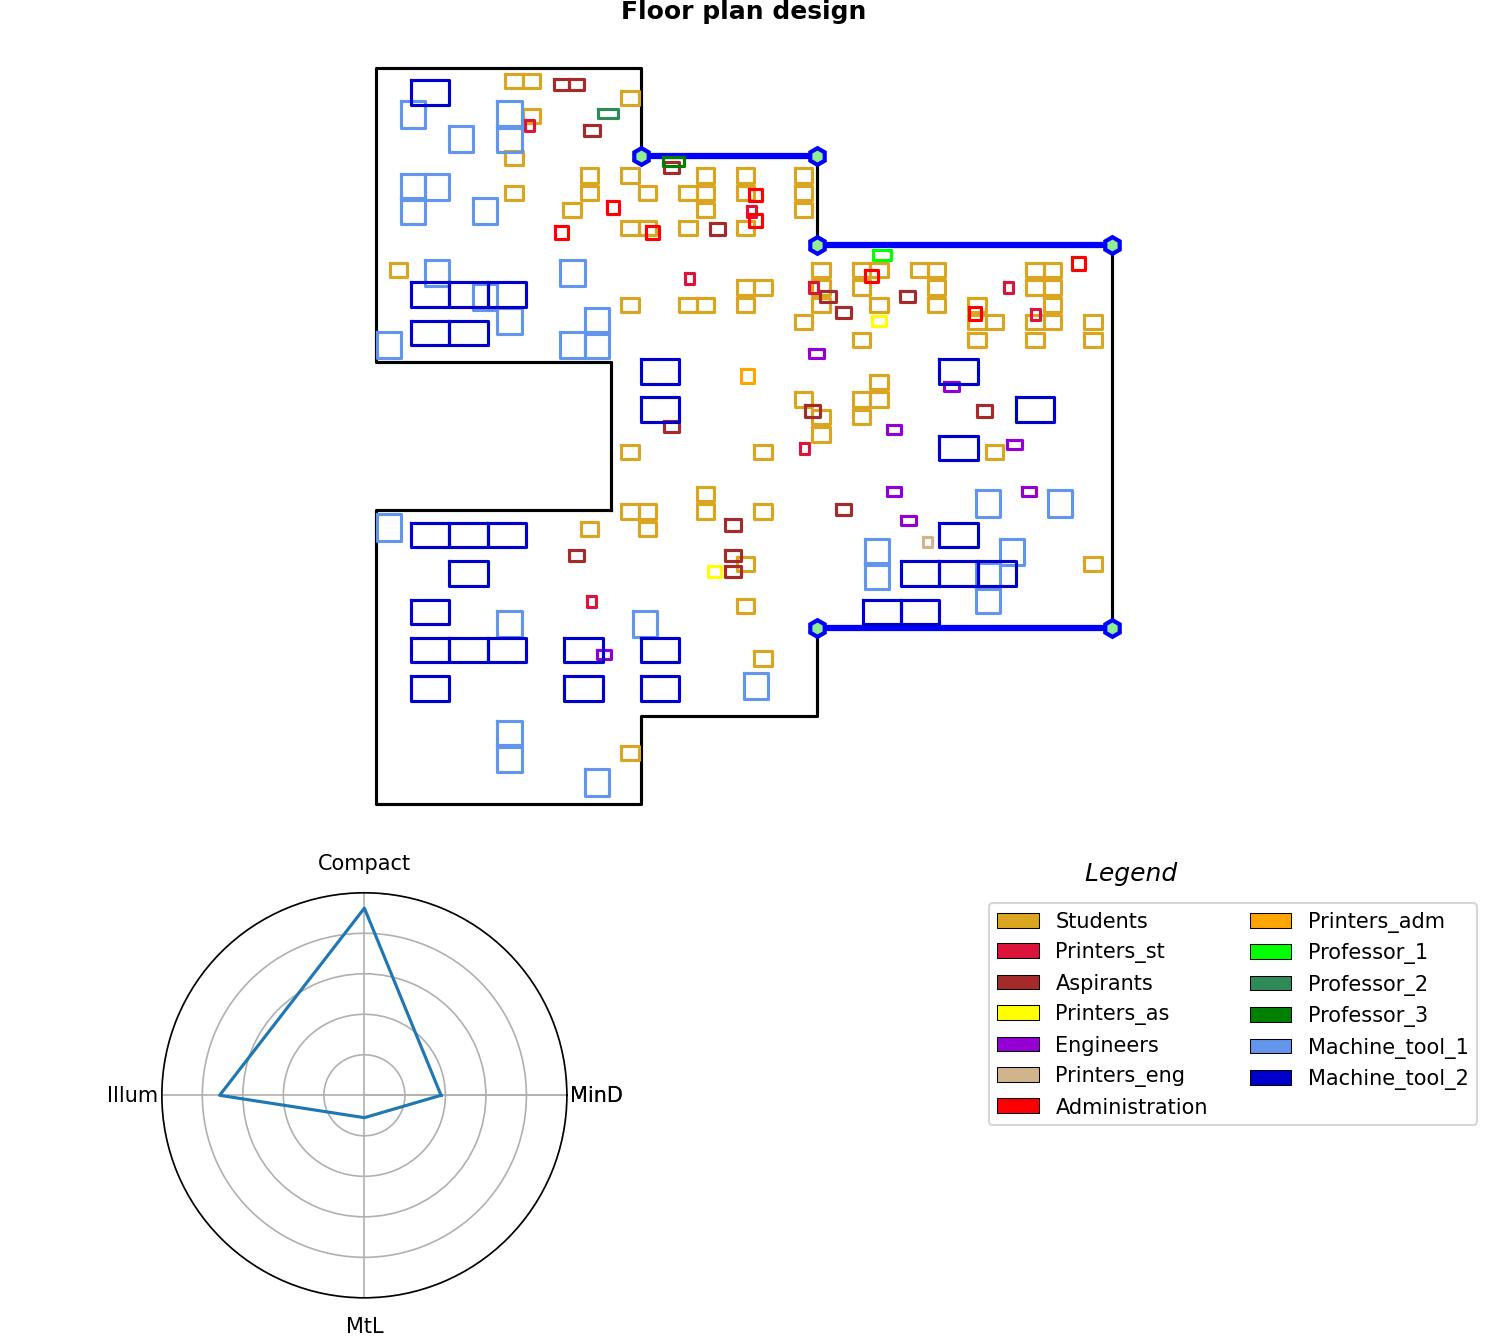 Floor plan design
Compact
Illum
MinD
MtL
Legend
Students
Printers_st
Aspirants
Printers_as
Engineers
Printers_eng
Administration
Printers_adm
Professor_1
Professor_2
Professor_3
Machine_tool_1
Machine_tool_2